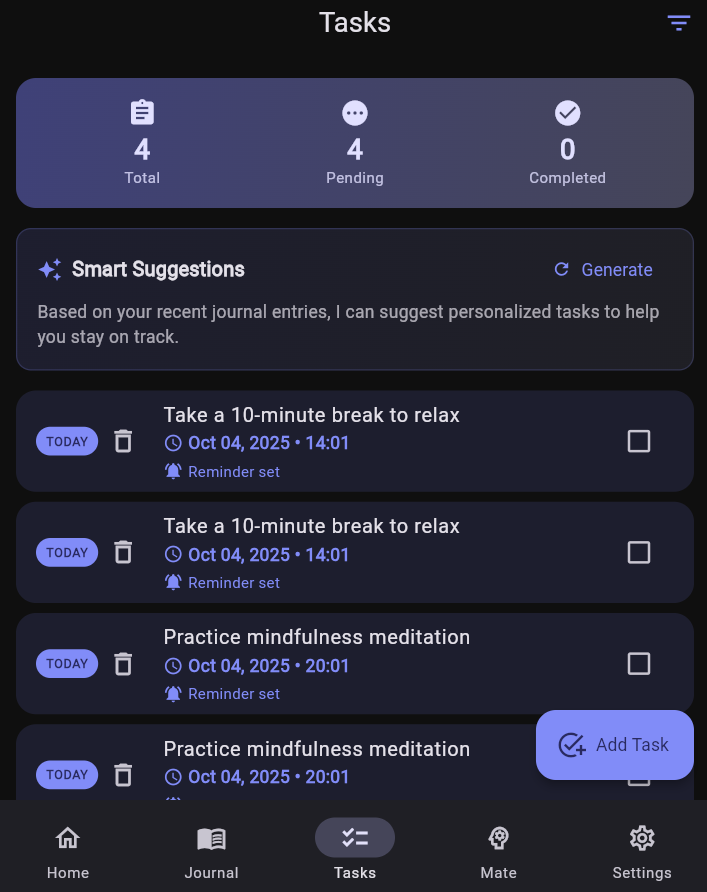 Tasks
4
Total
4
Pending
0
Completed
Smart Suggestions
Generate
Based on your recent journal entries, I can suggest personalized tasks to help
you stay on track.
TODAY
Take a 10-minute break to relax
Oct 04, 2025 • 14:01
Reminder set
TODAY
Take a 10-minute break to relax
Oct 04, 2025 • 14:01
Reminder set
TODAY
Practice mindfulness meditation
Oct 04, 2025 • 20:01
Reminder set
TODAY
Practice mindfulness meditation
Oct 04, 2025 • 20:01
Add Task
Home
Journal
Tasks
Mate
Settings